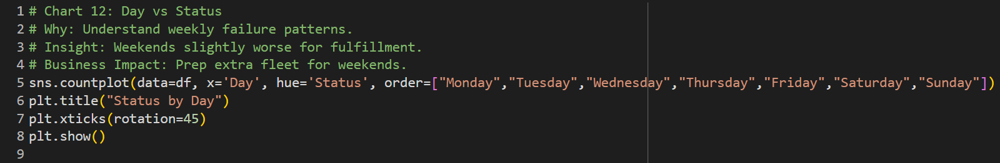 1 # Chart 12: Day vs Status
2 # Why: Understand weekly failure patterns.
3 # Insight: Weekends slightly worse for fulfillment.
4 # Business Impact: Prep extra fleet for weekends.
5 sns.countplot(data=df, x='Day', hue='Status', order=["Monday","Tuesday","Wednesday","Thursday","Friday","Saturday","Sunday"])
6 plt.title("Status by Day")
7 plt.xticks(rotation=45)
8 plt.show()
9